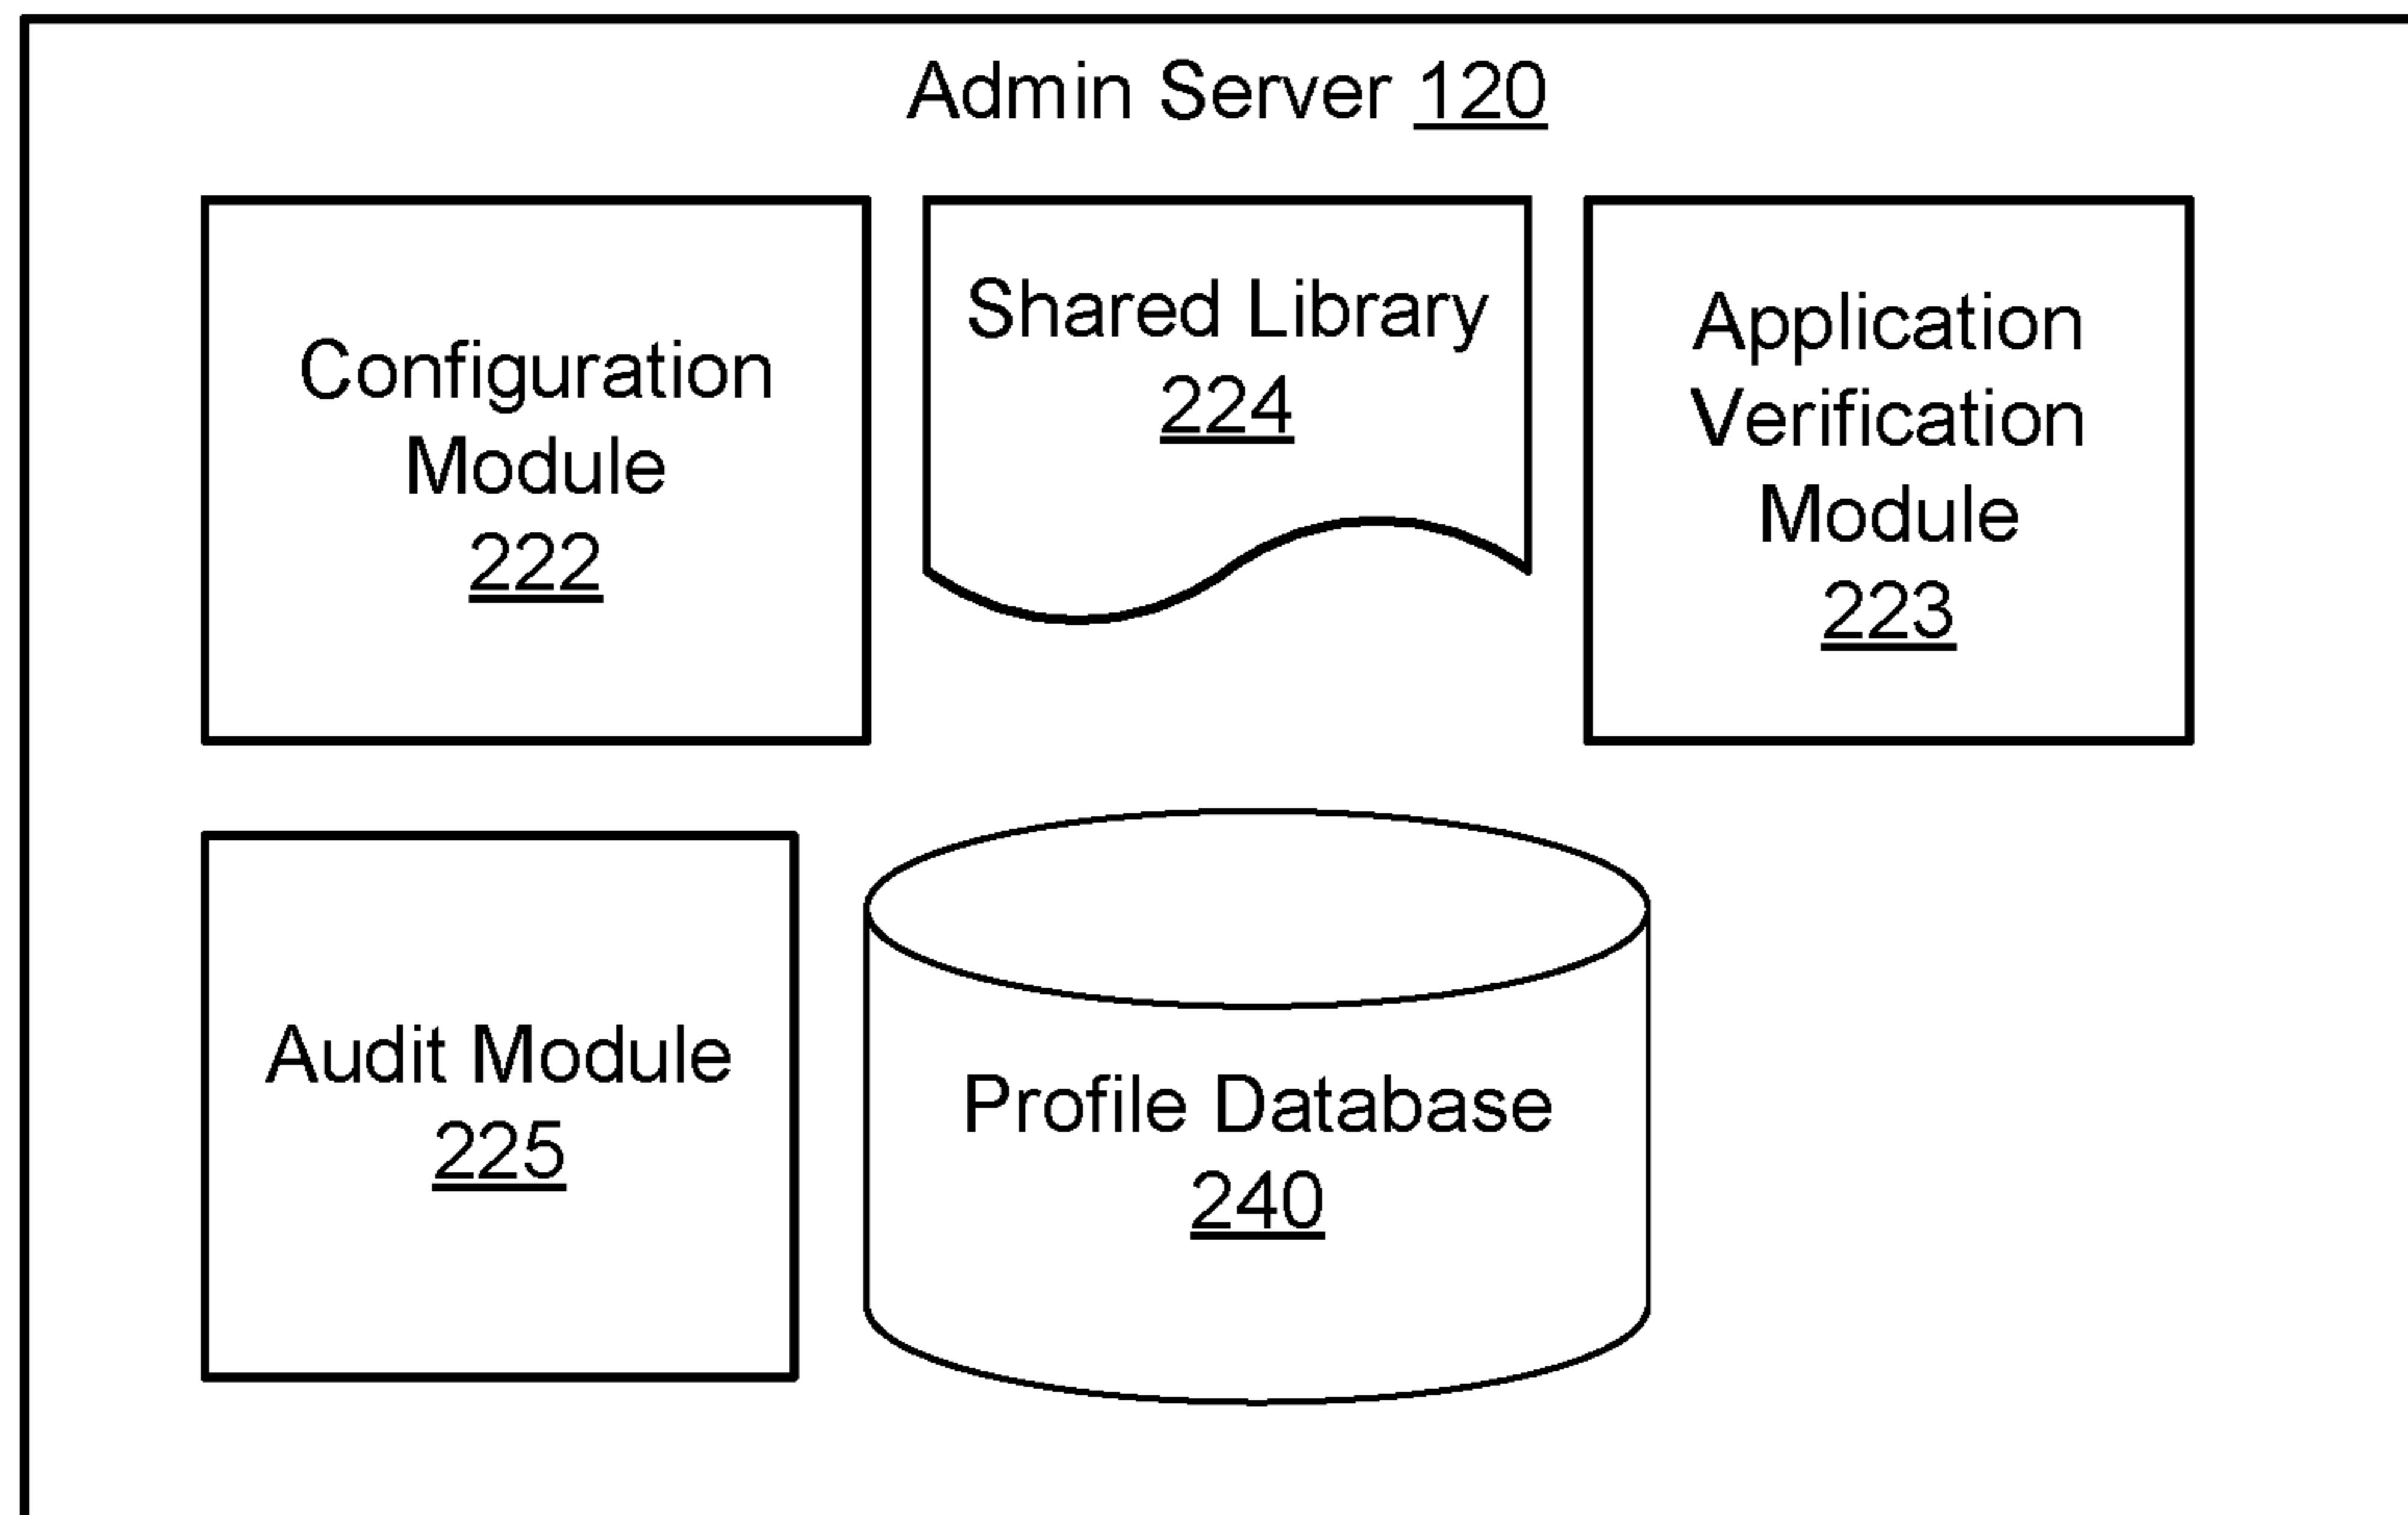 Admin Server 120
Configuration
Module
222
Shared Library
224
Application
Verification
Module
223
Audit Module
225
Profile Database
240